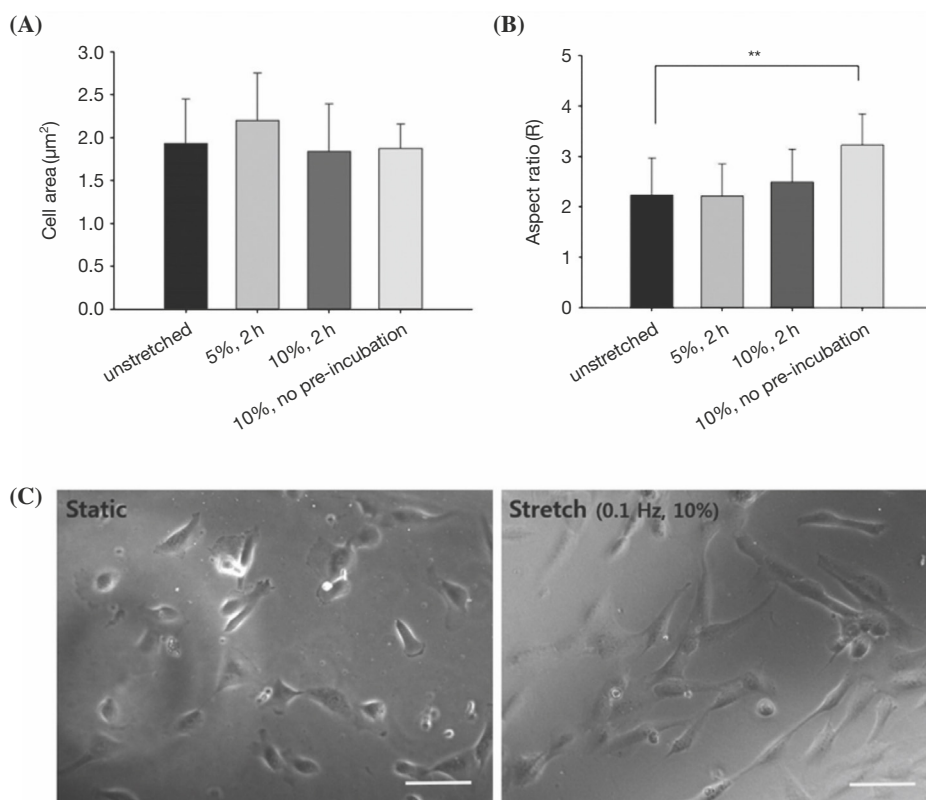 (A)
3.0
2.5
2.0
1.5
1.0
0.5
0.0
Cell area (μm²)
unstretched
5%, 2 h
10%, 2 h
10%, no pre-incubation
(B)
5
4
3
2
1
0
Aspect ratio (R)
**
unstretched
5%, 2 h
10%, 2 h
10%, no pre-incubation
(C)
Static
Stretch (0.1 Hz, 10%)